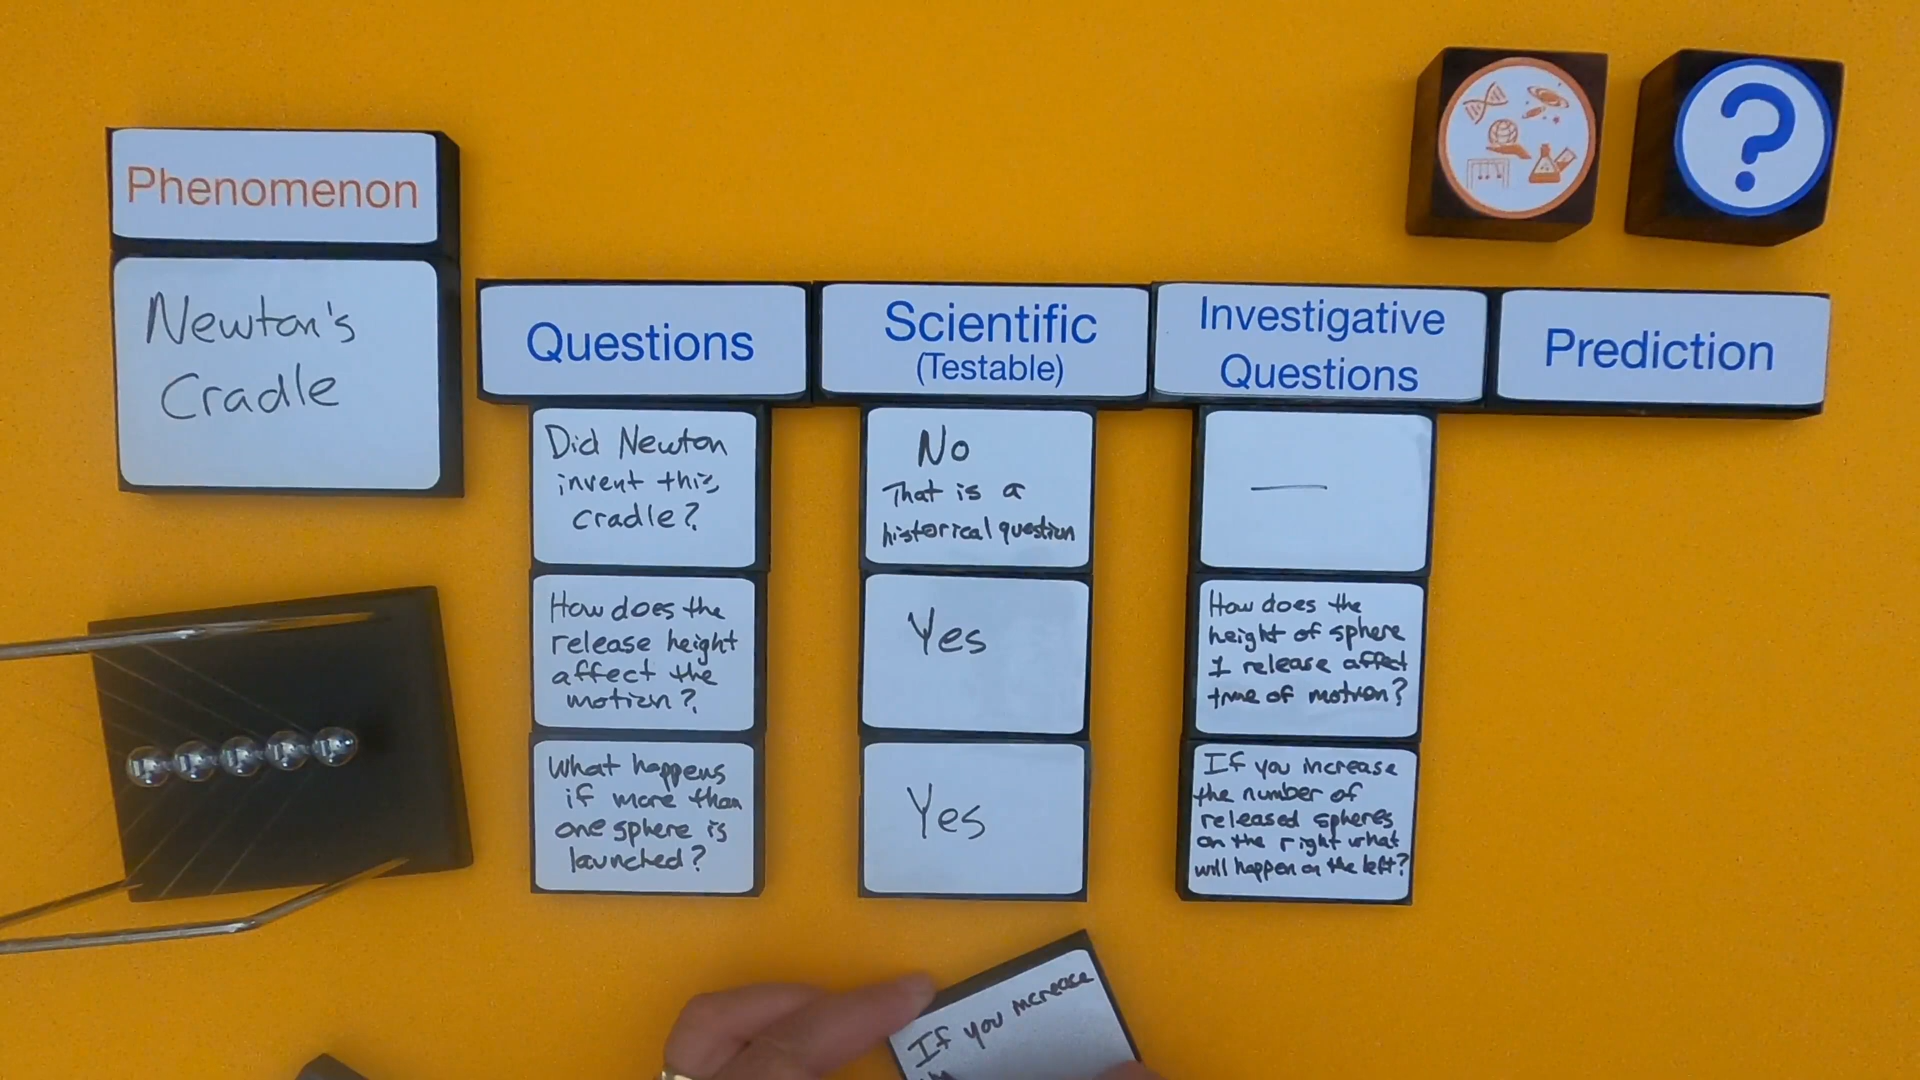 Phenomenon
Newton's
Cradle
Questions
Scientific
(Testable)
Investigative
Questions
Prediction
Did Newton
invent this
cradle?
No
That is a
historical question
—
How does the
release height
affect the
motion?
Yes
How does the
height of sphere
I release affect
time of motion?
What happens
if more than
one sphere is
launched?
Yes
If you increase
the number of
released spheres
on the right what
will happen on the left?
If you increase
?